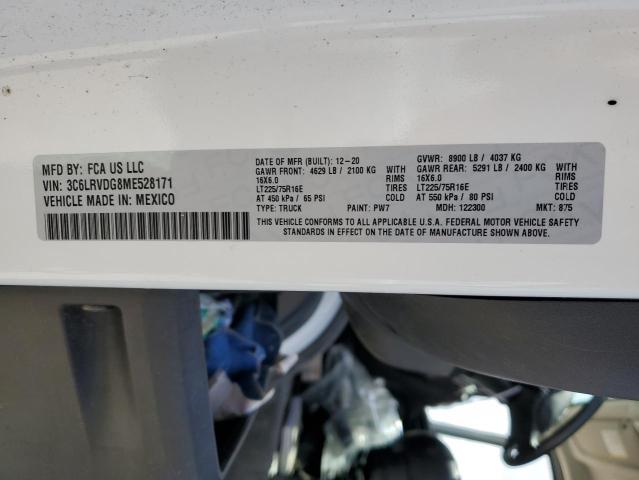 MFD BY: FCA US LLC
VIN: 3C6LRVDG8ME528171
VEHICLE MADE IN: MEXICO
DATE OF MFR (BUILT): 12-20 GVWR: 8900 LB / 4037 KG
GAWR FRONT: 4629 LB / 2100 KG GAWR REAR: 5291 LB / 2400 KG
16X6.0 RIMS 16X6.0 RIMS
LT225/75R16E TIRES LT225/75R16E TIRES
AT 450 kPa / 65 PSI COLD AT 550 kPa / 80 PSI COLD
TYPE: TRUCK PAINT: PW7 MDH: 122300 MKT: 875
THIS VEHICLE CONFORMS TO ALL APPLICABLE U.S.A. FEDERAL MOTOR VEHICLE SAFETY
STANDARDS IN EFFECT ON THE DATE OF MANUFACTURE SHOWN ABOVE.